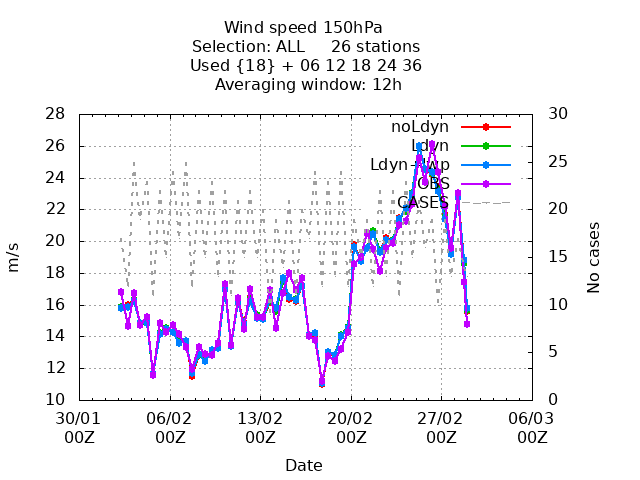 Wind speed 150hPa
Selection: ALL     26 stations
Used {18} + 06 12 18 24 36
Averaging window: 12h
28
26
24
22
20
18
16
14
12
10
30
25
20
15
10
5
0
m/s
No cases
noLdyn
Ldyn
OBS
CASES
30/01 06/02 13/02 20/02 27/02 06/03
00Z 00Z 00Z 00Z 00Z 00Z
Date